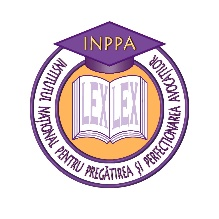 INPPA
INSTITUTUL NAȚIONAL PENTRU PREGĂTIREA ȘI PERFECȚIONAREA AVOCAȚILOR
LEX LEX